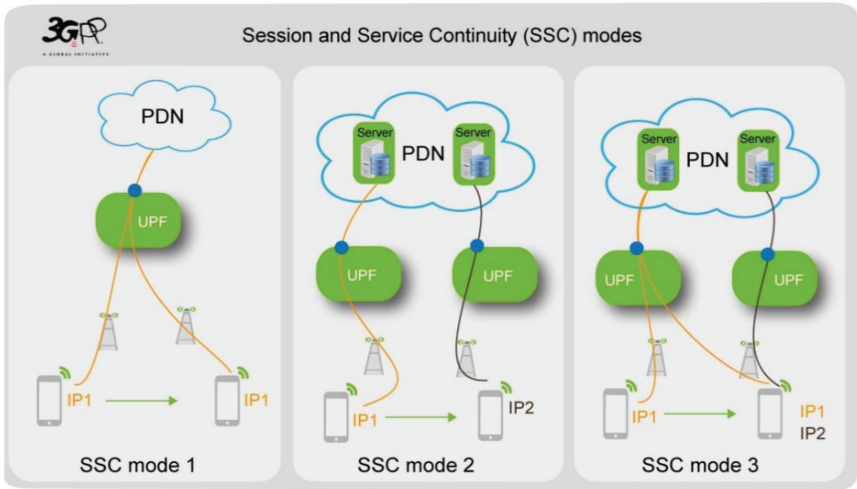 3GPP
A GLOBAL INITIATIVE
Session and Service Continuity (SSC) modes
PDN
UPF
IP1
IP1
SSC mode 1
Server
Server
PDN
UPF
UPF
IP1
IP2
SSC mode 2
Server
Server
PDN
UPF
UPF
IP1
IP1
IP2
SSC mode 3